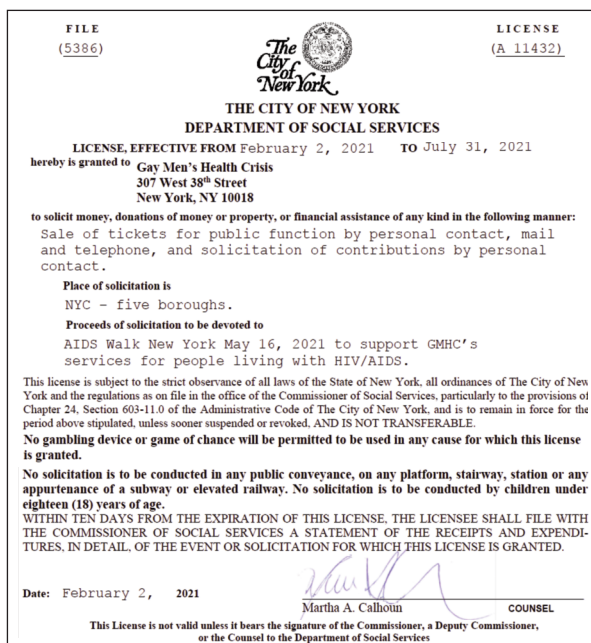 FILE
LICENSE
(5386)
(A 11432)
The
City
of
New York
THE CITY OF NEW YORK
DEPARTMENT OF SOCIAL SERVICES
LICENSE, EFFECTIVE FROM February 2, 2021 TO July 31, 2021
hereby is granted to Gay Men's Health Crisis
307 West 38th Street
New York, NY 10018
to solicit money, donations of money or property, or financial assistance of any kind in the following manner:
Sale of tickets for public function by personal contact, mail
and telephone, and solicitation of contributions by personal
contact.
Place of solicitation is
NYC – five boroughs.
Proceeds of solicitation to be devoted to
AIDS Walk New York May 16, 2021 to support GMHC's
services for people living with HIV/AIDS.
This license is subject to the strict observance of all laws of the State of New York, all ordinances of The City of New
York and the regulations as on file in the office of the Commissioner of Social Services, particularly to the provisions of
Chapter 24, Section 603-11.0 of the Administrative Code of The City of New York, and is to remain in force for the
period above stipulated, unless sooner suspended or revoked, AND IS NOT TRANSFERABLE.
No gambling device or game of chance will be permitted to be used in any cause for which this license
is granted.
No solicitation is to be conducted in any public conveyance, on any platform, stairway, station or any
appurtenance of a subway or elevated railway. No solicitation is to be conducted by children under
eighteen (18) years of age.
WITHIN TEN DAYS FROM THE EXPIRATION OF THIS LICENSE, THE LICENSEE SHALL FILE WITH
THE COMMISSIONER OF SOCIAL SERVICES A STATEMENT OF THE RECEIPTS AND EXPENDI-
TURES, IN DETAIL, OF THE EVENT OR SOLICITATION FOR WHICH THIS LICENSE IS GRANTED.
Date: February 2, 2021
Martha A. Calhoun COUNSEL
This License is not valid unless it bears the signature of the Commissioner, a Deputy Commissioner,
or the Counsel to the Department of Social Services